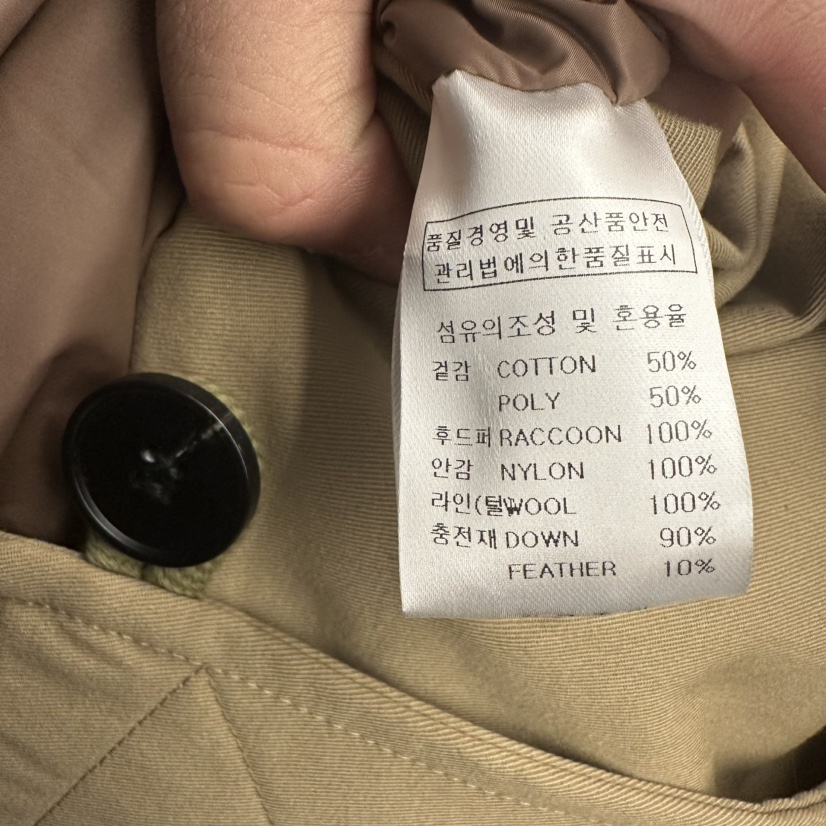 품질경영및 공산품안전
관리법에의한품질표시
섬유의조성 및 혼용율
겉감 COTTON 50%
POLY 50%
후드퍼 RACCOON 100%
안감 NYLON 100%
라인(털WOOL 100%
충전재 DOWN 90%
FEATHER 10%